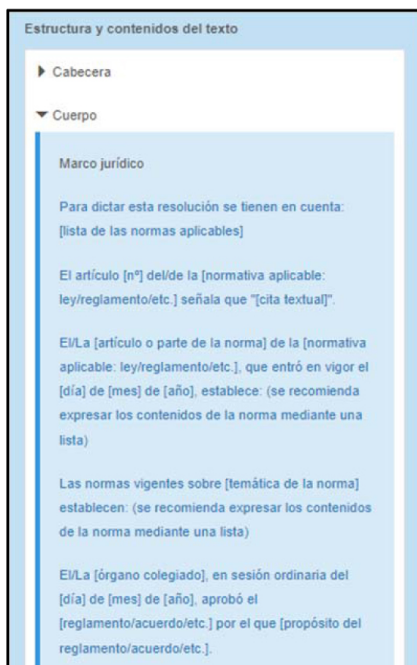 Estructura y contenidos del texto
Cabecera
Cuerpo
Marco jurídico
Para dictar esta resolución se tienen en cuenta:
[lista de las normas aplicables]
El artículo [nº] del/de la [normativa aplicable:
ley/reglamento/etc.] señala que "[cita textual]".
El/La [artículo o parte de la norma] de la [normativa
aplicable: ley/reglamento/etc.], que entró en vigor el
[día] de [mes] de [año], establece: (se recomienda
expresar los contenidos de la norma mediante una
lista)
Las normas vigentes sobre [temática de la norma]
establecen: (se recomienda expresar los contenidos
de la norma mediante una lista)
El/La [órgano colegiado], en sesión ordinaria del
[día] de [mes] de [año], aprobó el
[reglamento/acuerdo/etc.] por el que [propósito del
reglamento/acuerdo/etc.].